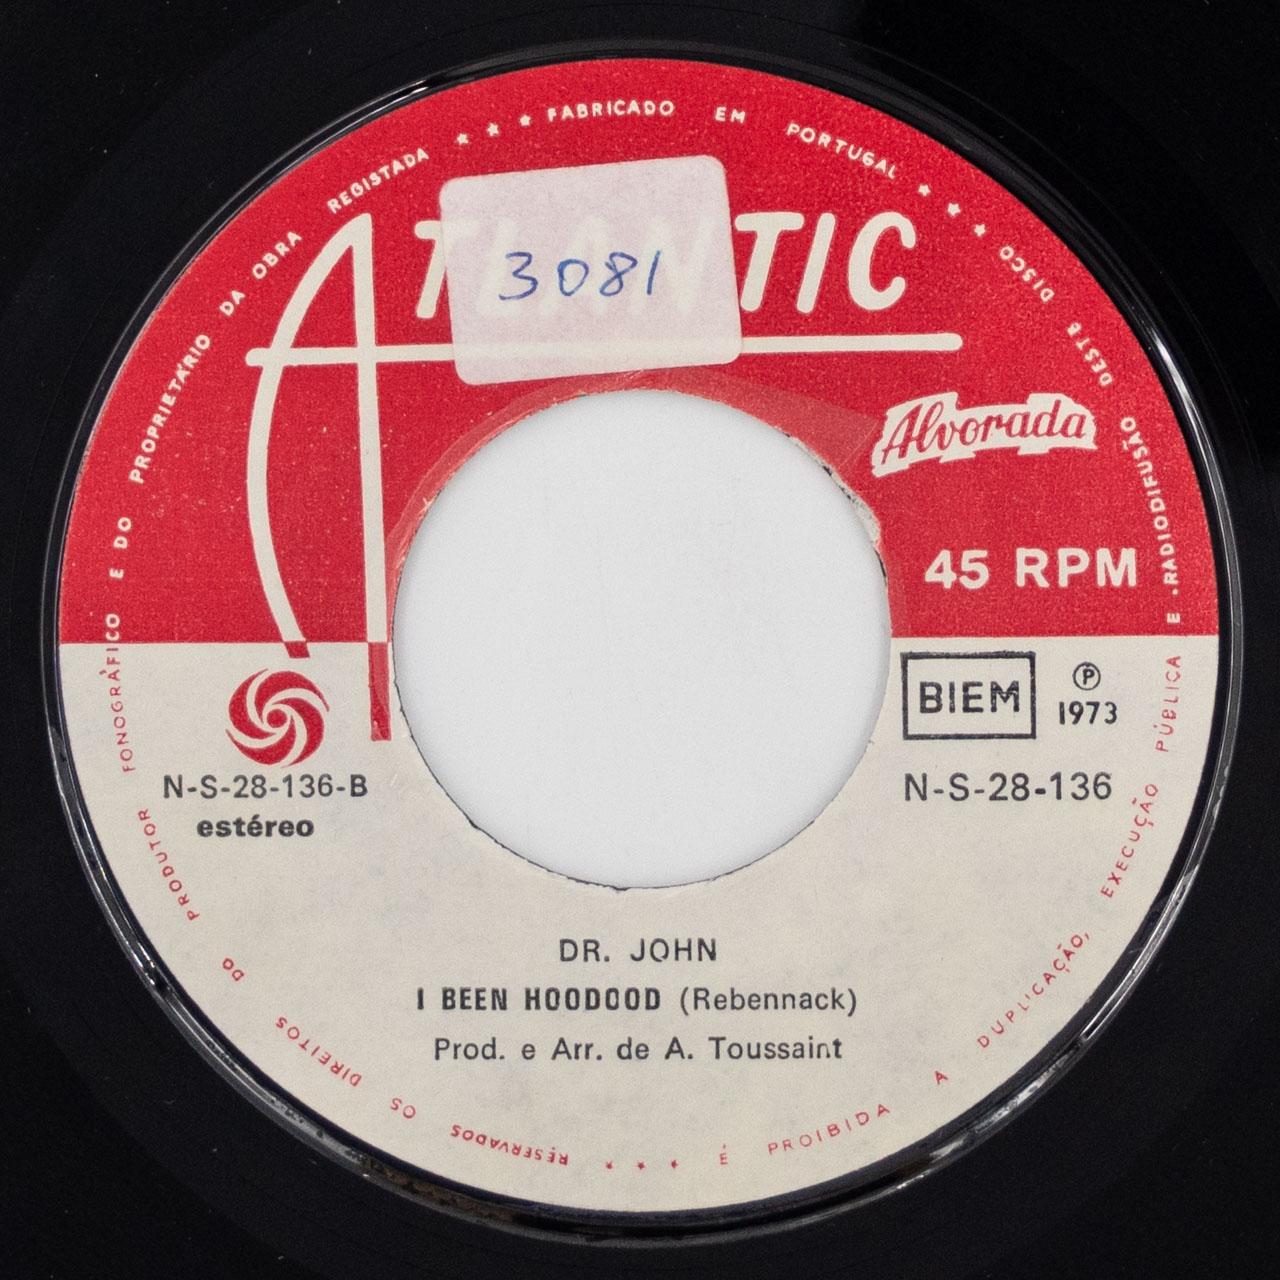 ★ ★ ★ FABRICADO EM PORTUGAL ★ ★ ★ DISCO DESTE RADIODIFUSÃO E PÚBLICA EXECUÇÃO, DUPLICAÇÃO, A PROIBIDA É ★ ★ ★ RESERVADOS OS DIREITOS DO PRODUTOR FONOGRÁFICO E DO PROPRIETÁRIO DA OBRA REGISTADA
ATLANTIC
3081
Alvorada
45 RPM
BIEM
℗
1973
N-S-28-136-B
estéreo
N-S-28-136
DR. JOHN
I BEEN HOODOOD (Rebennack)
Prod. e Arr. de A. Toussaint